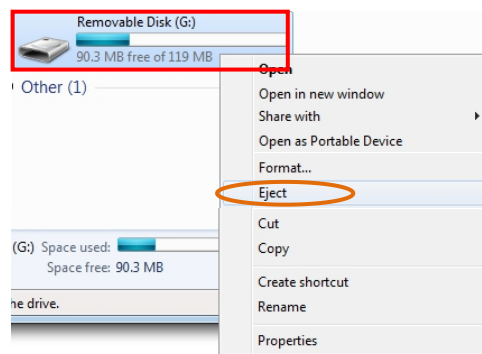 Removable Disk (G:)
90.3 MB free of 119 MB
Other (1)
(G:) Space used:
Space free: 90.3 MB
he drive.
Open
Open in new window
Share with
Open as Portable Device
Format...
Eject
Cut
Copy
Create shortcut
Rename
Properties